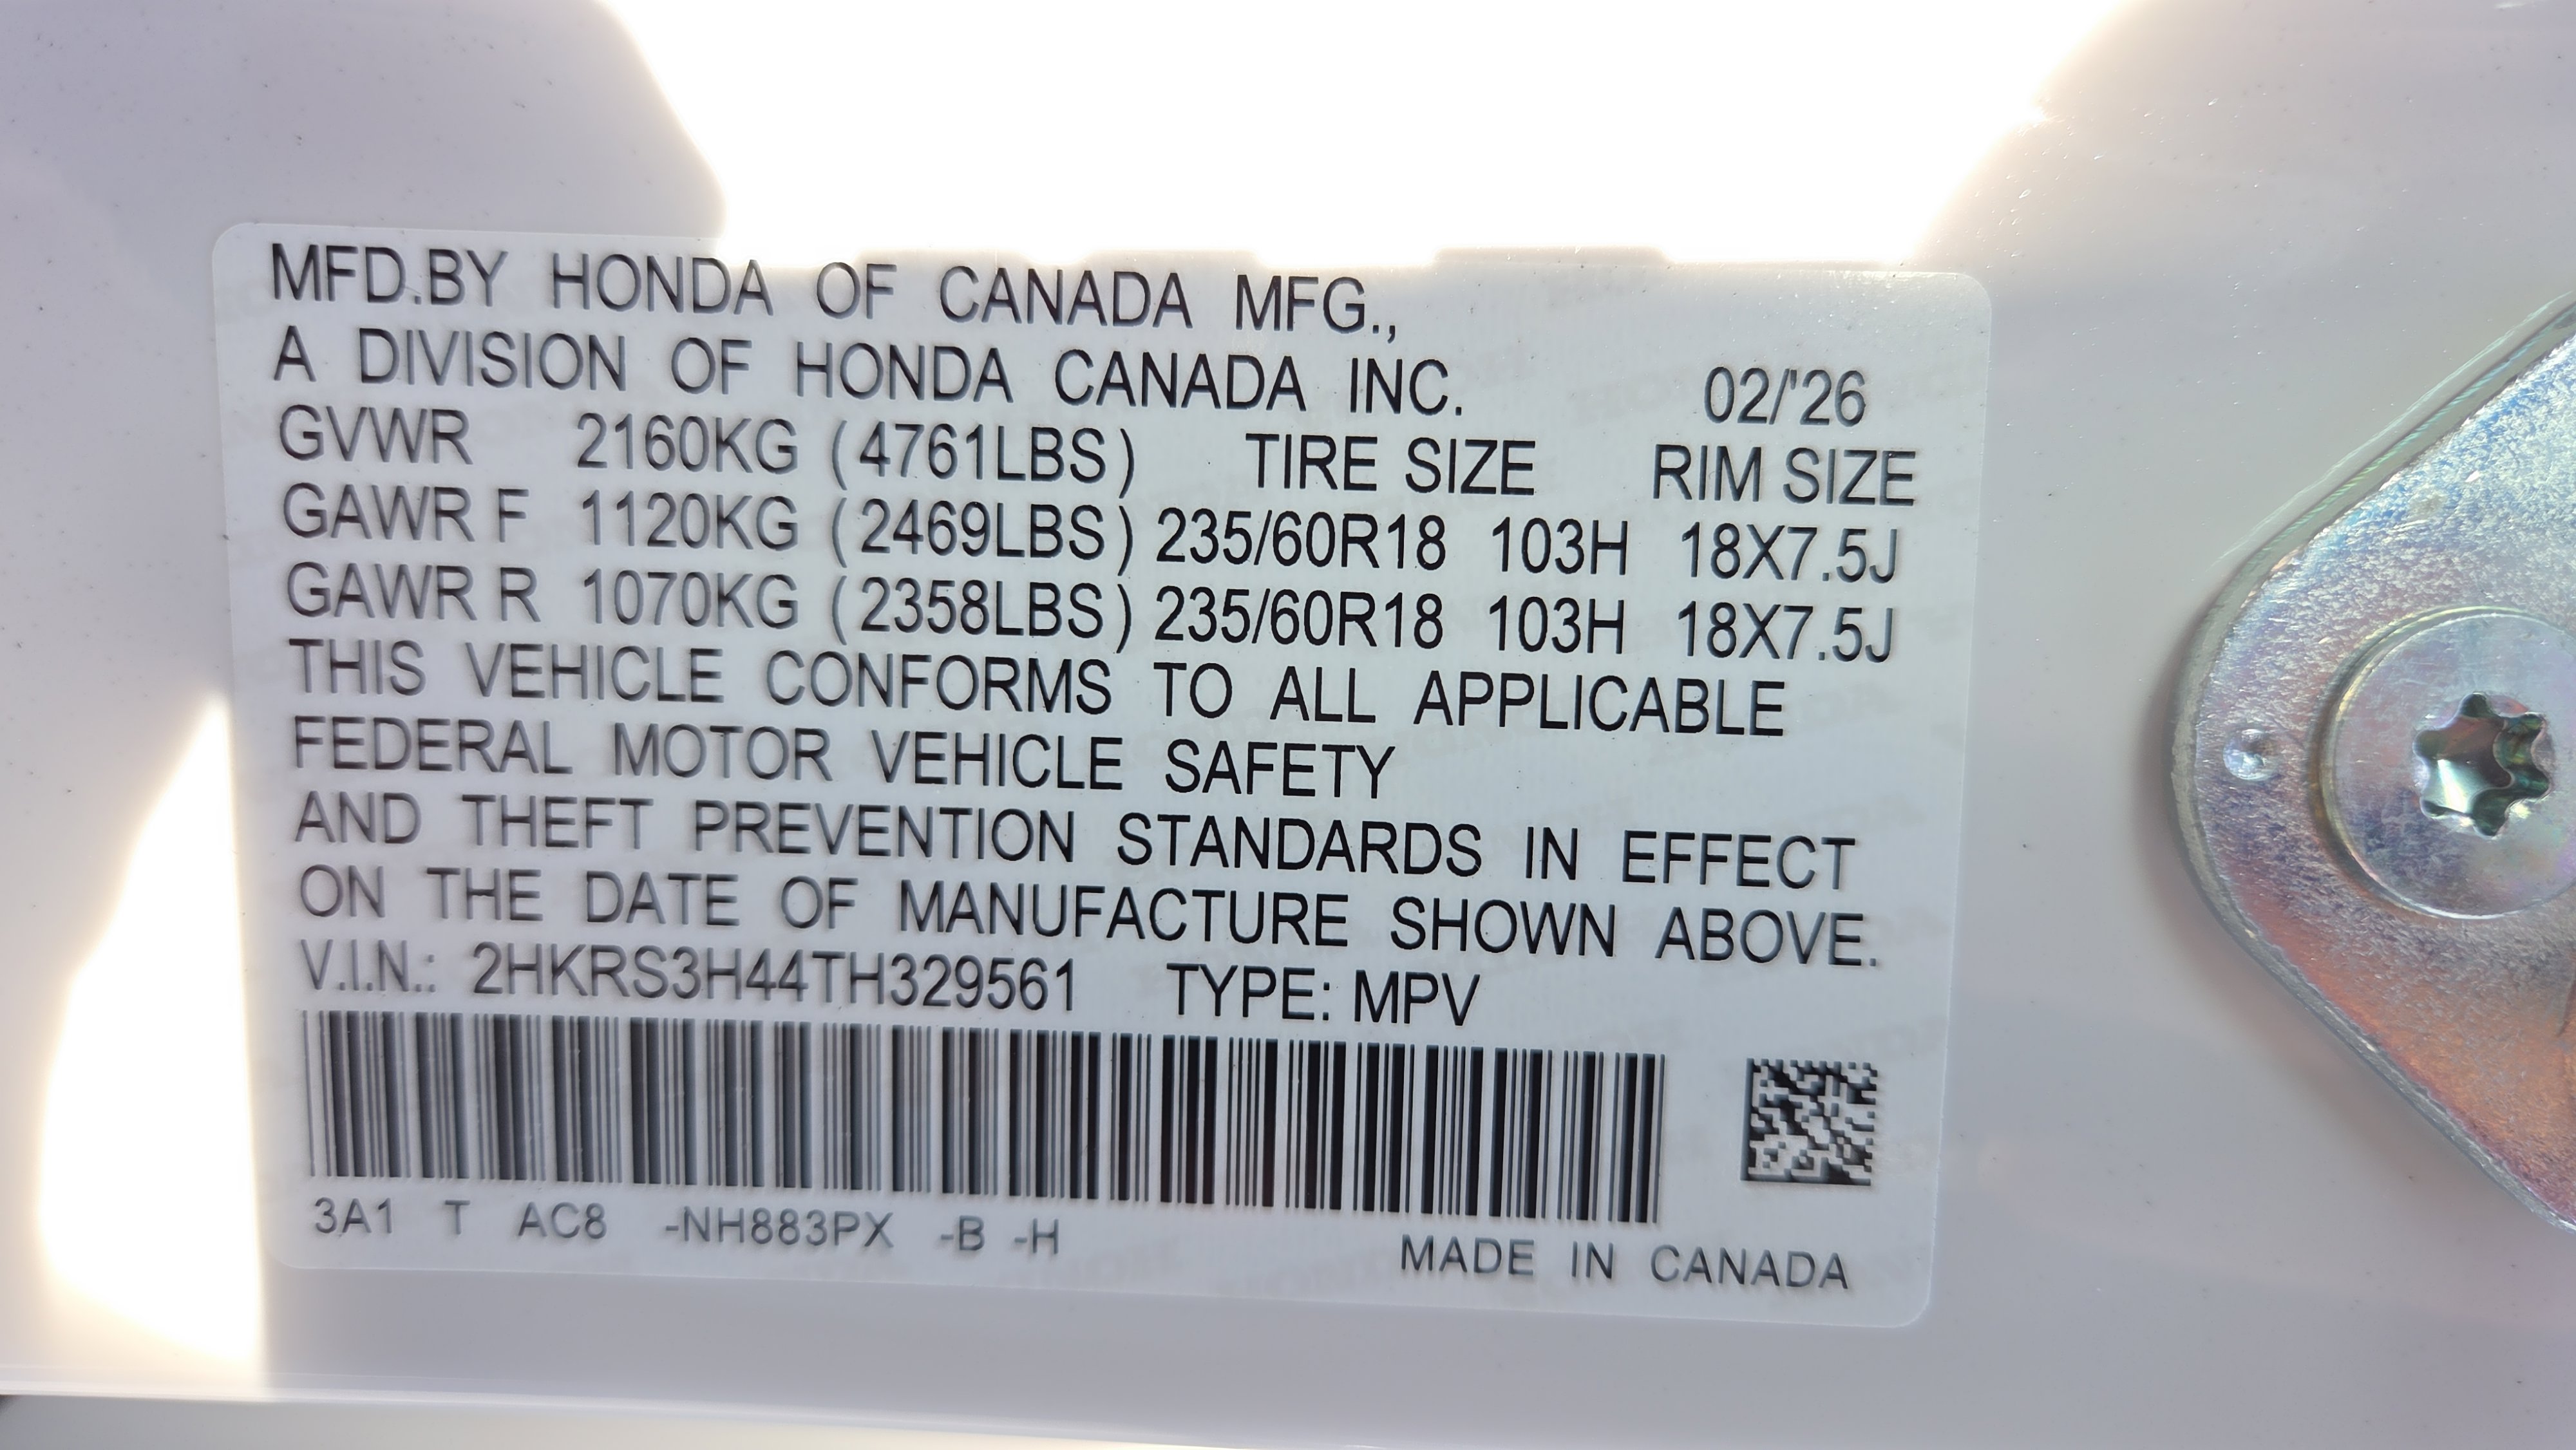 MFD.BY HONDA OF CANADA MFG.,
A DIVISION OF HONDA CANADA INC. 02/'26
GVWR 2160KG (4761LBS) TIRE SIZE RIM SIZE
GAWR F 1120KG (2469LBS) 235/60R18 103H 18X7.5J
GAWR R 1070KG (2358LBS) 235/60R18 103H 18X7.5J
THIS VEHICLE CONFORMS TO ALL APPLICABLE
FEDERAL MOTOR VEHICLE SAFETY
AND THEFT PREVENTION STANDARDS IN EFFECT
ON THE DATE OF MANUFACTURE SHOWN ABOVE.
V.I.N.: 2HKRS3H44TH329561 TYPE: MPV
3A1 T AC8 -NH883PX -B -H
MADE IN CANADA